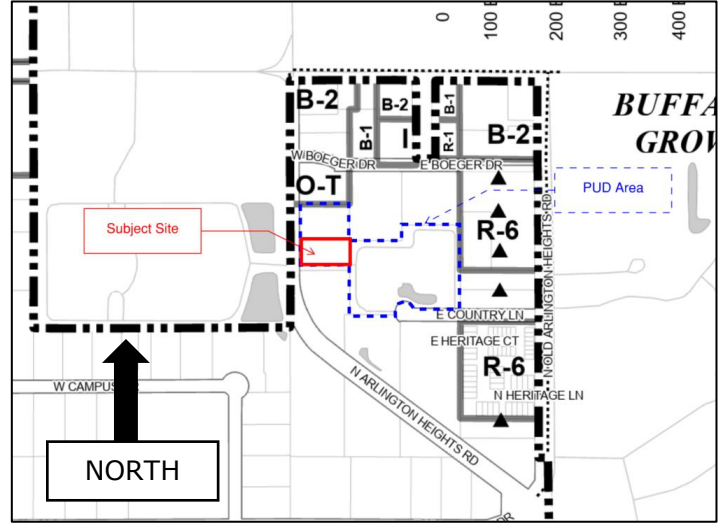 0
100 E
200 E
300 E
400 E
B-2
B-1
B-2
I
B-1
R-1
B-2
BUFFA
GROV
W BOEGER DR
E BOEGER DR
O-T
PUD Area
Subject Site
R-6
N OLD ARLINGTON HEIGHTS RD
E COUNTRY LN
E HERITAGE CT
R-6
N HERITAGE LN
W CAMPUS
N ARLINGTON HEIGHTS RD
NORTH
DR